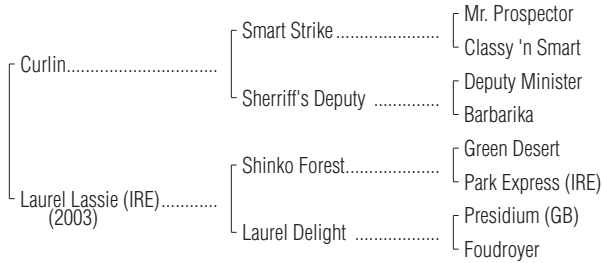 Mr. Prospector
Smart Strike ......................
Classy 'n Smart
Curlin................................
Deputy Minister
Sherriff's Deputy ..............
Barbarika
Green Desert
Shinko Forest....................
Park Express (IRE)
Laurel Lassie (IRE)............
(2003)
Presidium (GB)
Laurel Delight .................
Foudroyer